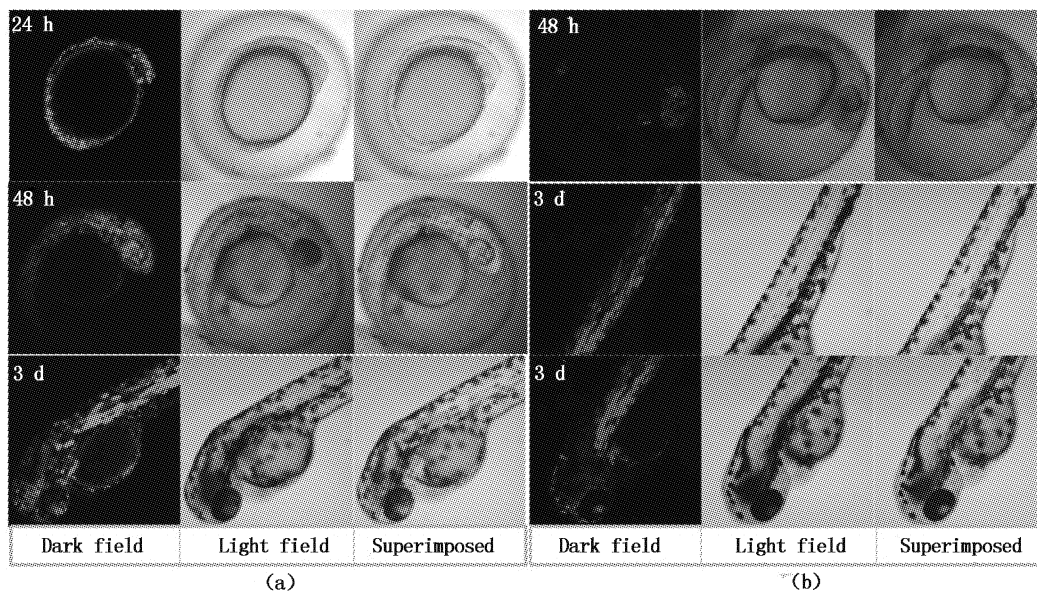 24 h
48 h
48 h
3 d
3 d
3 d
Dark field Light field Superimposed Dark field Light field Superimposed
(a) (b)